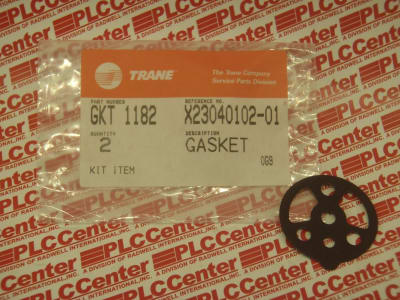 TRANE
The Trane Company
Service Parts Division
PART NUMBER REFERENCE NO.
GKT 1182 X23040102-01
QUANTITY DESCRIPTION
2 GASKET
KIT ITEM
PLCCenter
A DIVISION OF RADWELL INTERNATIONAL, INC.